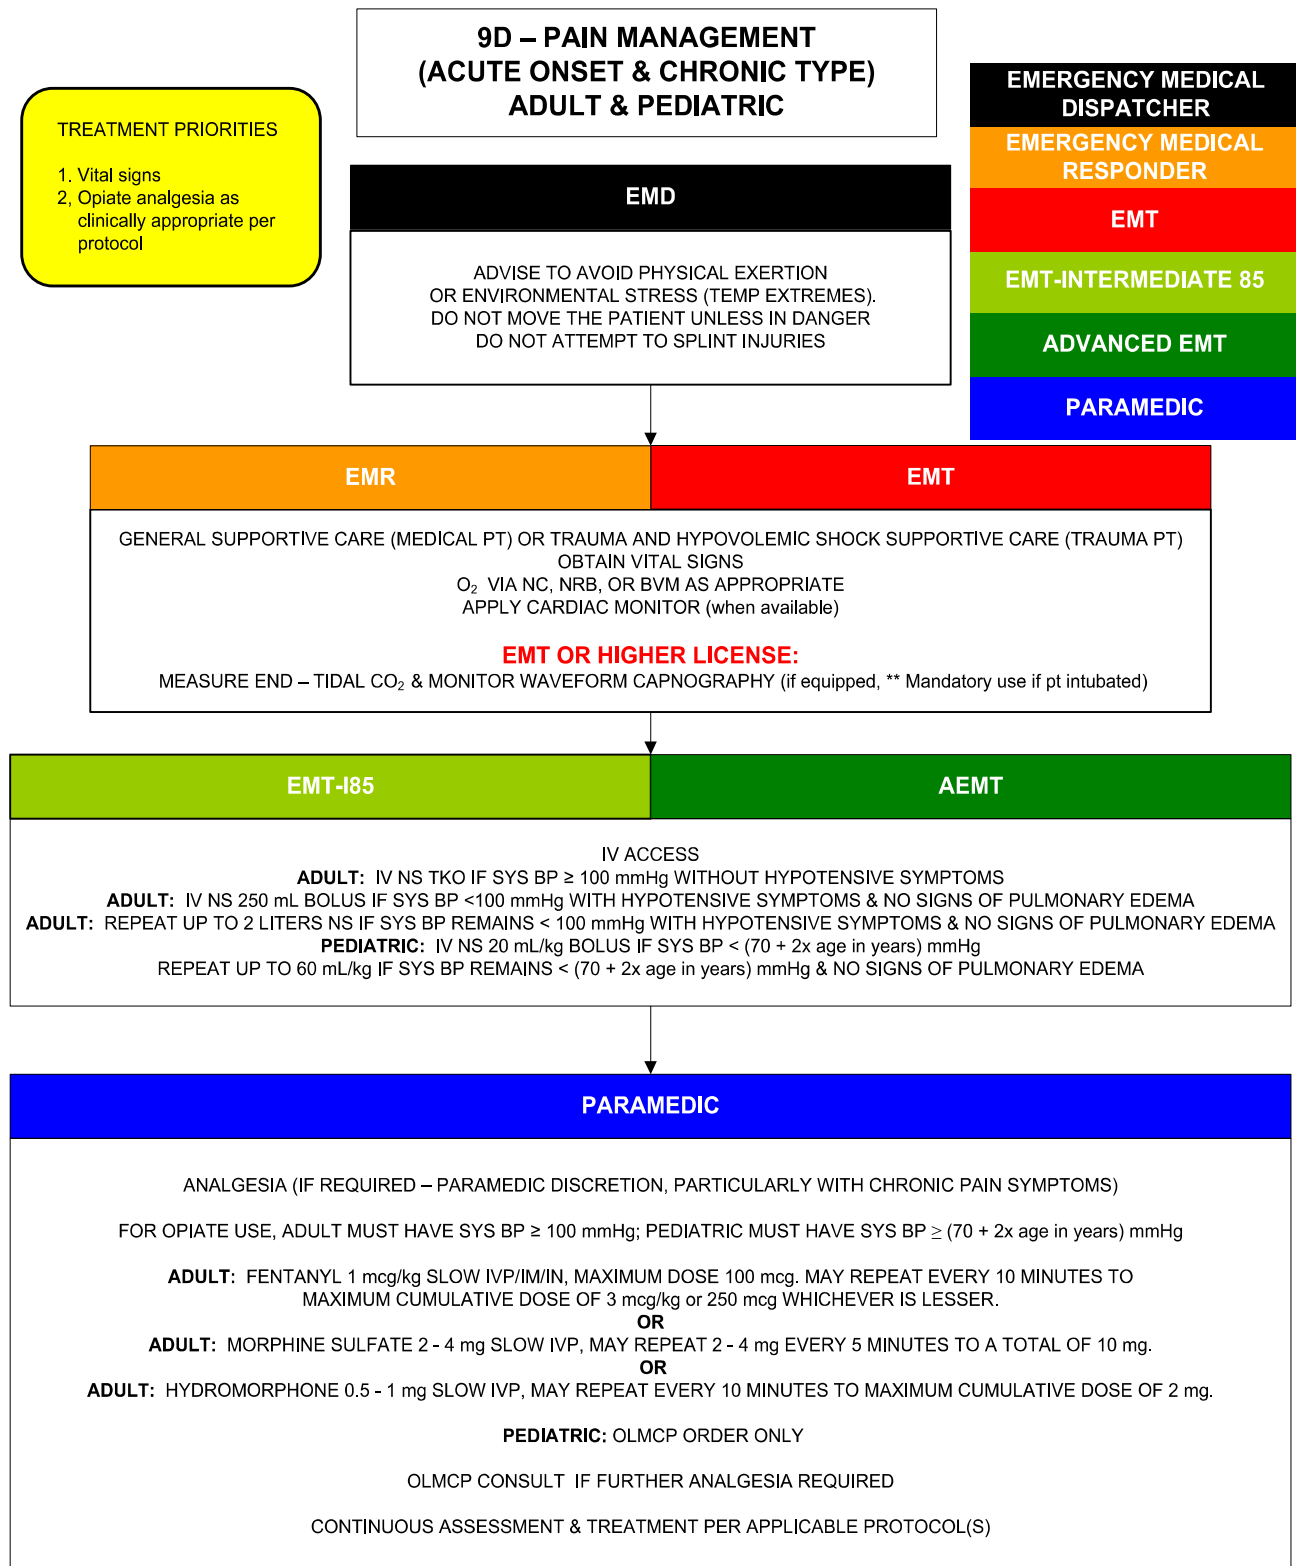 9D – PAIN MANAGEMENT
(ACUTE ONSET & CHRONIC TYPE)
ADULT & PEDIATRIC
TREATMENT PRIORITIES
1. Vital signs
2, Opiate analgesia as
clinically appropriate per
protocol
EMERGENCY MEDICAL
DISPATCHER
EMERGENCY MEDICAL
RESPONDER
EMT
EMT-INTERMEDIATE 85
ADVANCED EMT
PARAMEDIC
EMD
ADVISE TO AVOID PHYSICAL EXERTION
OR ENVIRONMENTAL STRESS (TEMP EXTREMES).
DO NOT MOVE THE PATIENT UNLESS IN DANGER
DO NOT ATTEMPT TO SPLINT INJURIES
EMR
EMT
GENERAL SUPPORTIVE CARE (MEDICAL PT) OR TRAUMA AND HYPOVOLEMIC SHOCK SUPPORTIVE CARE (TRAUMA PT)
OBTAIN VITAL SIGNS
O₂ VIA NC, NRB, OR BVM AS APPROPRIATE
APPLY CARDIAC MONITOR (when available)
EMT OR HIGHER LICENSE:
MEASURE END – TIDAL CO₂ & MONITOR WAVEFORM CAPNOGRAPHY (if equipped, ** Mandatory use if pt intubated)
EMT-I85
AEMT
IV ACCESS
ADULT: IV NS TKO IF SYS BP ≥ 100 mmHg WITHOUT HYPOTENSIVE SYMPTOMS
ADULT: IV NS 250 mL BOLUS IF SYS BP <100 mmHg WITH HYPOTENSIVE SYMPTOMS & NO SIGNS OF PULMONARY EDEMA
ADULT: REPEAT UP TO 2 LITERS NS IF SYS BP REMAINS < 100 mmHg WITH HYPOTENSIVE SYMPTOMS & NO SIGNS OF PULMONARY EDEMA
PEDIATRIC: IV NS 20 mL/kg BOLUS IF SYS BP < (70 + 2x age in years) mmHg
REPEAT UP TO 60 mL/kg IF SYS BP REMAINS < (70 + 2x age in years) mmHg & NO SIGNS OF PULMONARY EDEMA
PARAMEDIC
ANALGESIA (IF REQUIRED – PARAMEDIC DISCRETION, PARTICULARLY WITH CHRONIC PAIN SYMPTOMS)
FOR OPIATE USE, ADULT MUST HAVE SYS BP ≥ 100 mmHg; PEDIATRIC MUST HAVE SYS BP ≥ (70 + 2x age in years) mmHg
ADULT: FENTANYL 1 mcg/kg SLOW IVP/IM/IN, MAXIMUM DOSE 100 mcg. MAY REPEAT EVERY 10 MINUTES TO
MAXIMUM CUMULATIVE DOSE OF 3 mcg/kg or 250 mcg WHICHEVER IS LESSER.
OR
ADULT: MORPHINE SULFATE 2 - 4 mg SLOW IVP, MAY REPEAT 2 - 4 mg EVERY 5 MINUTES TO A TOTAL OF 10 mg.
OR
ADULT: HYDROMORPHONE 0.5 - 1 mg SLOW IVP, MAY REPEAT EVERY 10 MINUTES TO MAXIMUM CUMULATIVE DOSE OF 2 mg.
PEDIATRIC: OLMCP ORDER ONLY
OLMCP CONSULT IF FURTHER ANALGESIA REQUIRED
CONTINUOUS ASSESSMENT & TREATMENT PER APPLICABLE PROTOCOL(S)